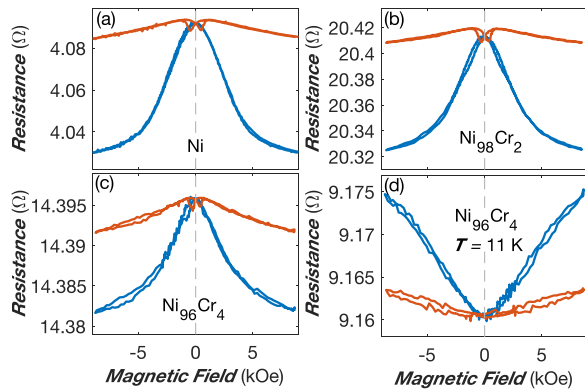 (a)
4.08
4.06
4.04
Resistance (Ω)
Ni
(b)
20.42
20.4
20.38
20.36
20.34
20.32
Resistance (Ω)
Ni98Cr2
(c)
14.395
14.39
14.385
14.38
Resistance (Ω)
Ni96Cr4
-5 0 5
Magnetic Field (kOe)
(d)
9.175
9.17
9.165
9.16
Resistance (Ω)
Ni96Cr4
T = 11 K
-5 0 5
Magnetic Field (kOe)